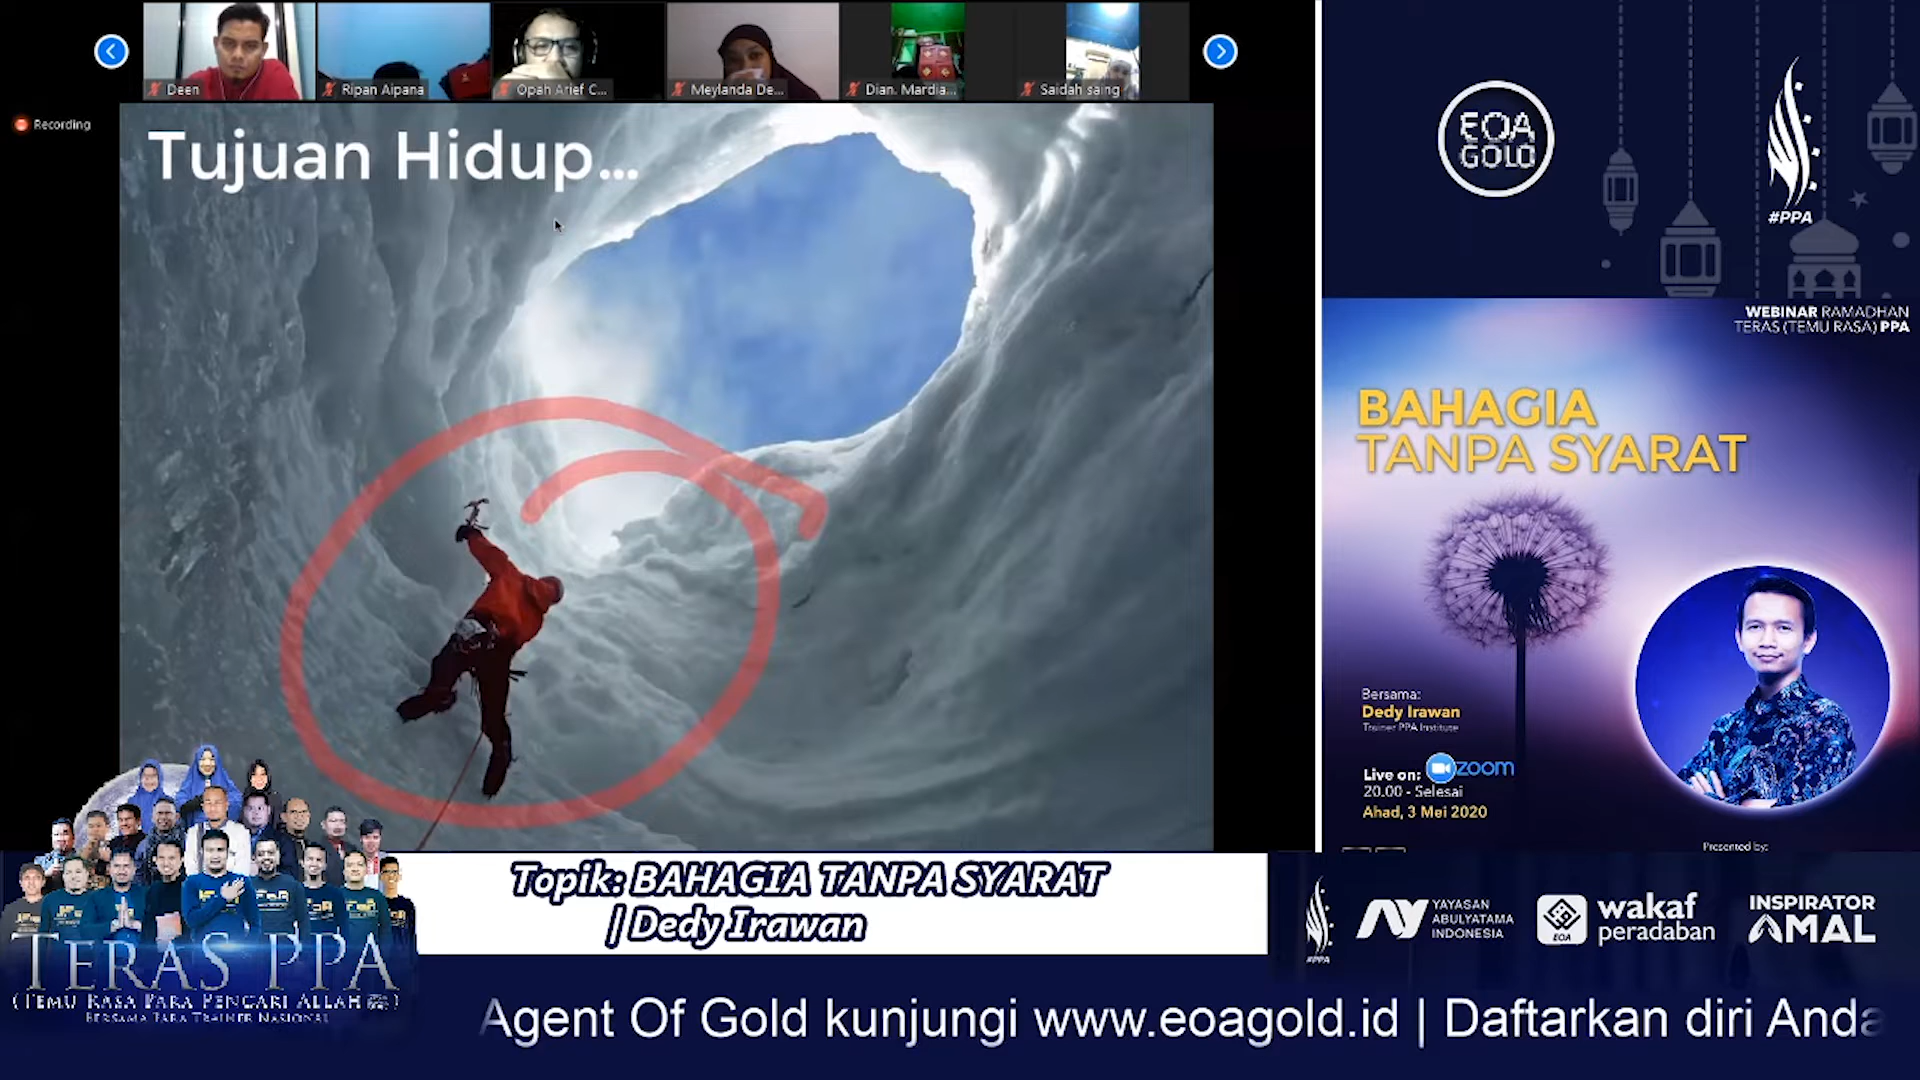 Deen
Ripan Aipana
Opah Arief C...
Meylanda De...
Dian. Mardia...
Saidah saing
Recording
Tujuan Hidup...
EOA
GOLD
#PPA
WEBINAR RAMADHAN
TERAS (TEMU RASA) PPA
BAHAGIA
TANPA SYARAT
Bersama:
Dedy Irawan
Trainer PPA Institute
Live on: zoom
20.00 - Selesai
Ahad, 3 Mei 2020
Presented by:
Topik: BAHAGIA TANPA SYARAT
| Dedy Irawan
TERAS PPA
(TEMU RASA PARA PENCARI ALLAH)
BERSAMA PARA TRAINER NASIONAL
#PPA
AY YAYASAN
ABULYATAMA
INDONESIA
EOA
wakaf
peradaban
INSPIRATOR
AMAL
Agent Of Gold kunjungi www.eoagold.id | Daftarkan diri Anda